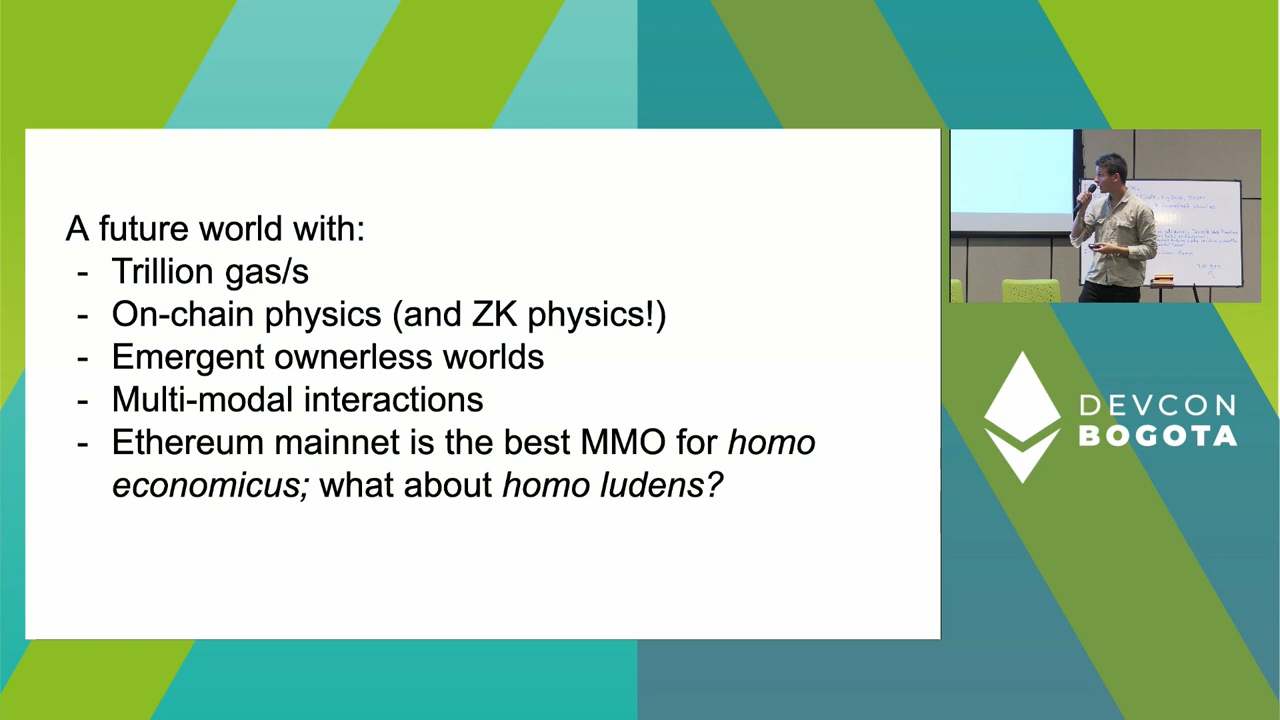 A future world with:
- Trillion gas/s
- On-chain physics (and ZK physics!)
- Emergent ownerless worlds
- Multi-modal interactions
- Ethereum mainnet is the best MMO for homo
economicus; what about homo ludens?
DEVCON
BOGOTA